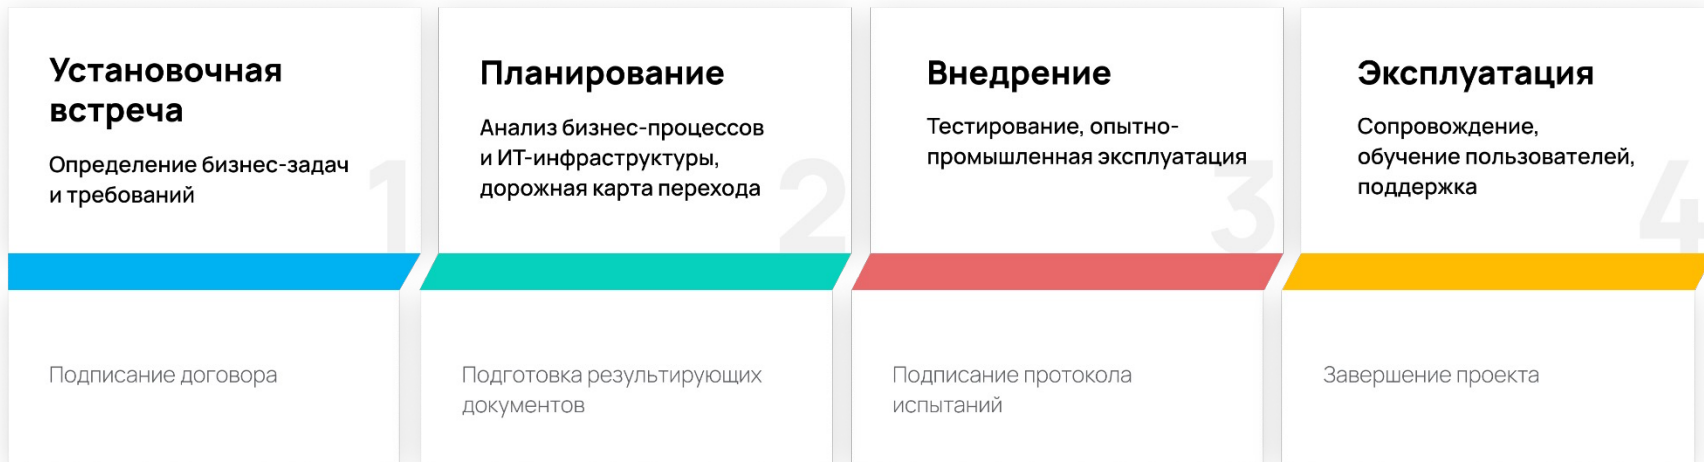 Установочная
встреча
Определение бизнес-задач
и требований
1
Планирование
Анализ бизнес-процессов
и ИТ-инфраструктуры,
дорожная карта перехода
2
Внедрение
Тестирование, опытно-
промышленная эксплуатация
3
Эксплуатация
Сопровождение,
обучение пользователей,
поддержка
4
Подписание договора
Подготовка результирующих
документов
Подписание протокола
испытаний
Завершение проекта